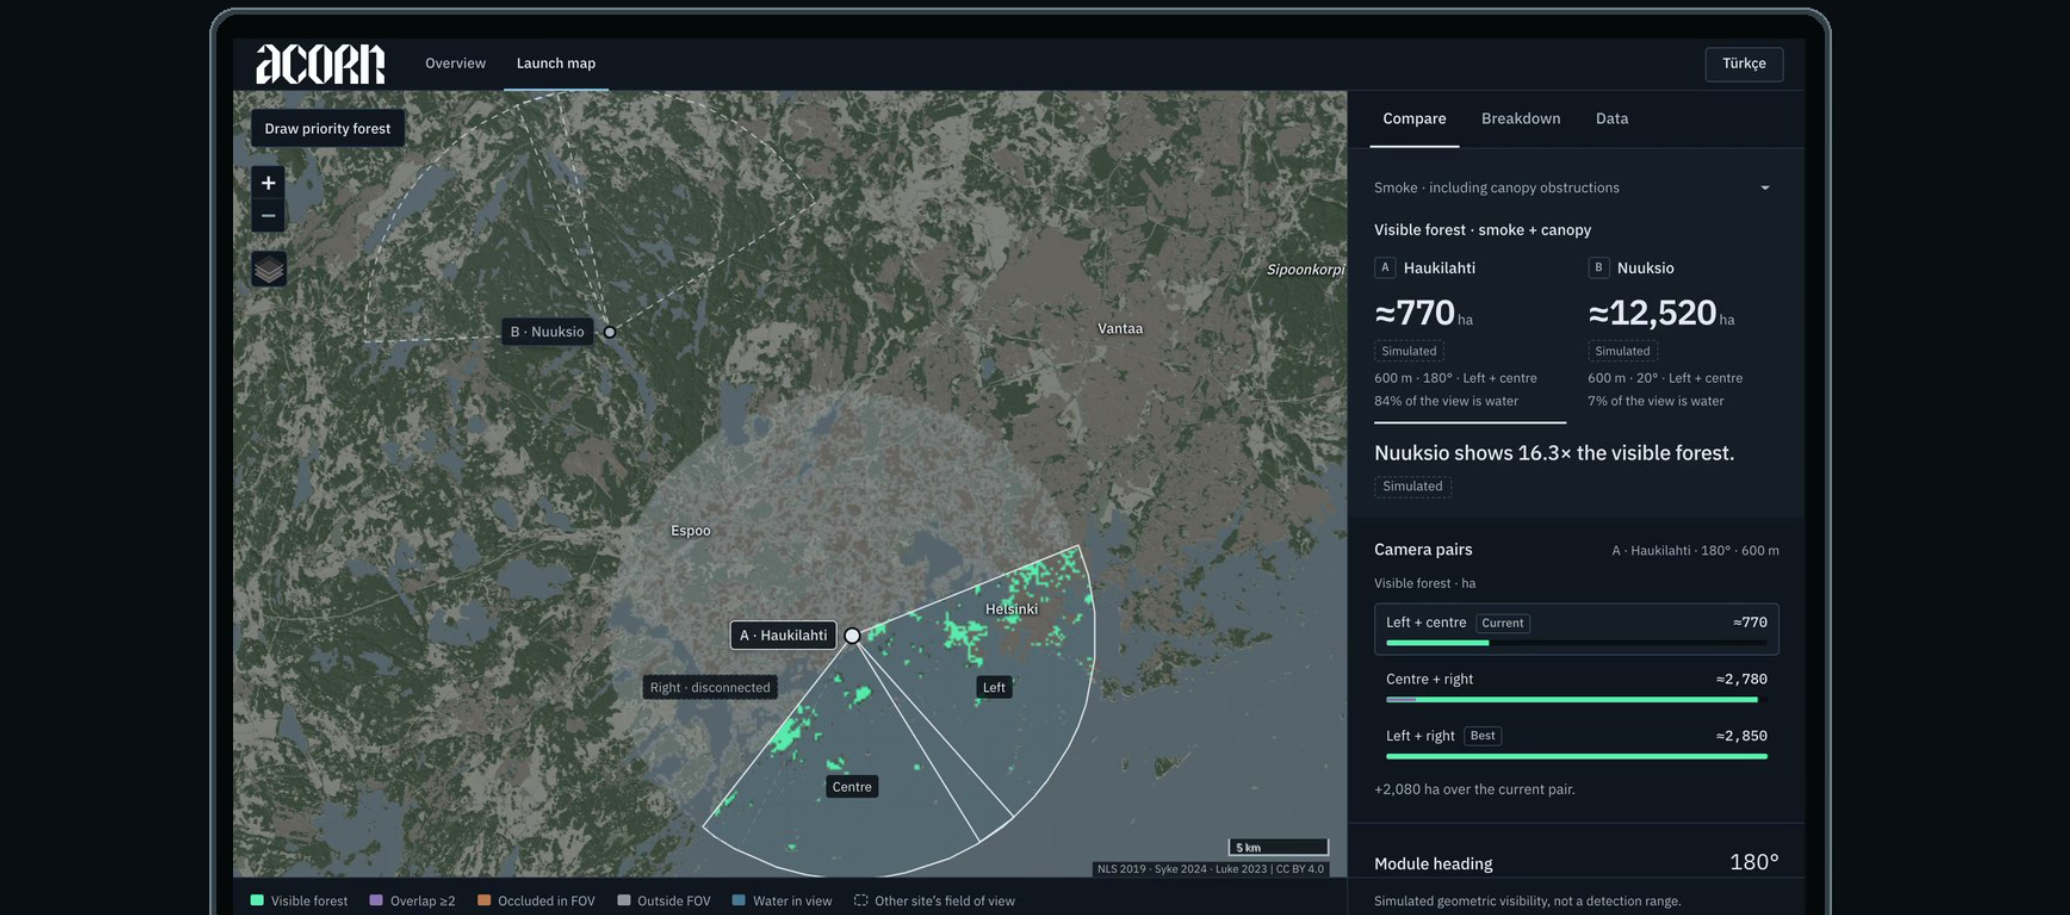 acorn
Overview
Launch map
Türkçe
Draw priority forest
+
−
B · Nuuksio
Sipoonkorpi
Vantaa
Espoo
Helsinki
A · Haukilahti
Right · disconnected
Left
Centre
5 km
NLS 2019 · Syke 2024 · Luke 2023 | CC BY 4.0
Visible forest
Overlap ≥2
Occluded in FOV
Outside FOV
Water in view
Other site's field of view
Compare
Breakdown
Data
Smoke · including canopy obstructions
Visible forest · smoke + canopy
A Haukilahti
≈770 ha
Simulated
600 m · 180° · Left + centre
84% of the view is water
B Nuuksio
≈12,520 ha
Simulated
600 m · 20° · Left + centre
7% of the view is water
Nuuksio shows 16.3× the visible forest.
Simulated
Camera pairs
A · Haukilahti · 180° · 600 m
Visible forest · ha
Left + centre Current ≈770
Centre + right ≈2,780
Left + right Best ≈2,850
+2,080 ha over the current pair.
Module heading 180°
Simulated geometric visibility, not a detection range.